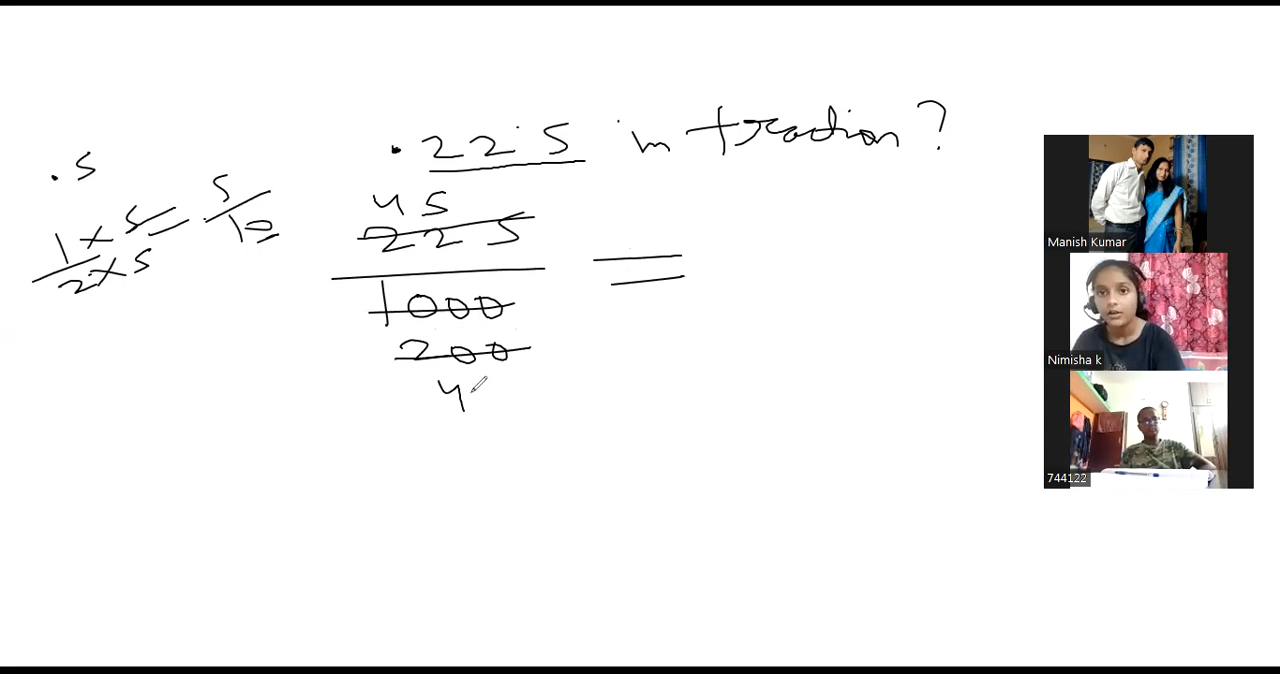 .225 in fraction?
.5
1×5/2×5 = 5/10
45
225
1000
=
200
4
Manish Kumar
Nimisha k
744122